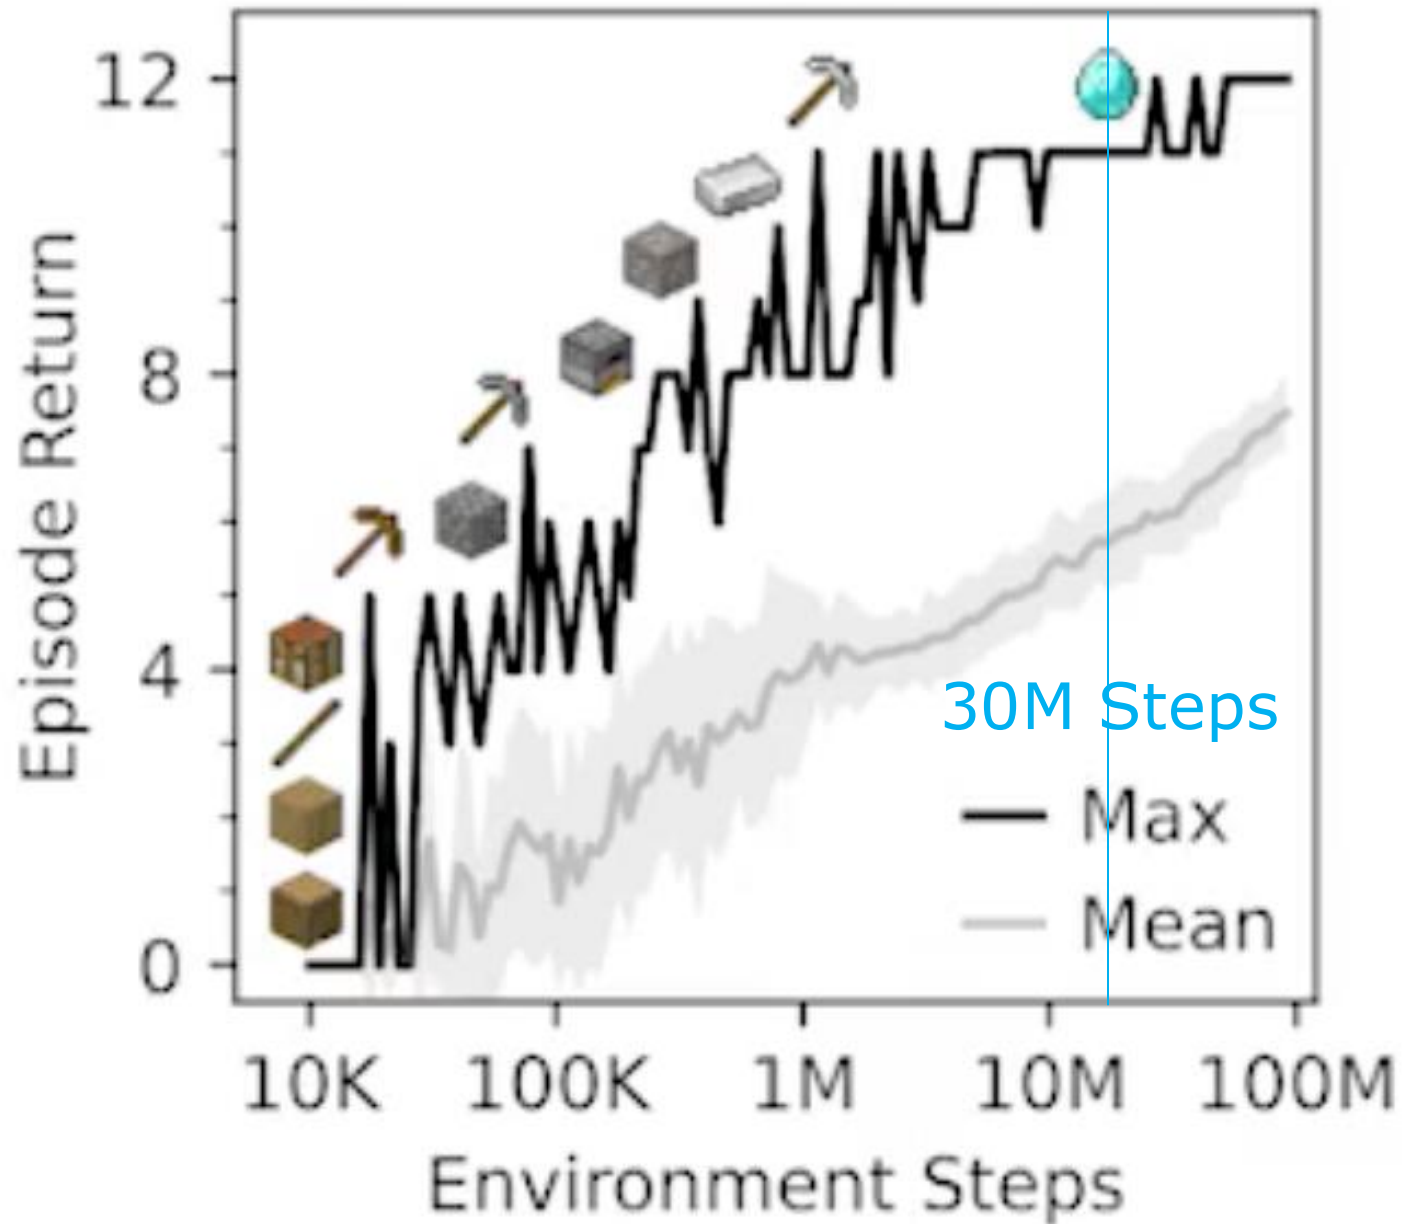 12
8
4
0
Episode Return
30M Steps
Max
Mean
10K 100K 1M 10M 100M
Environment Steps